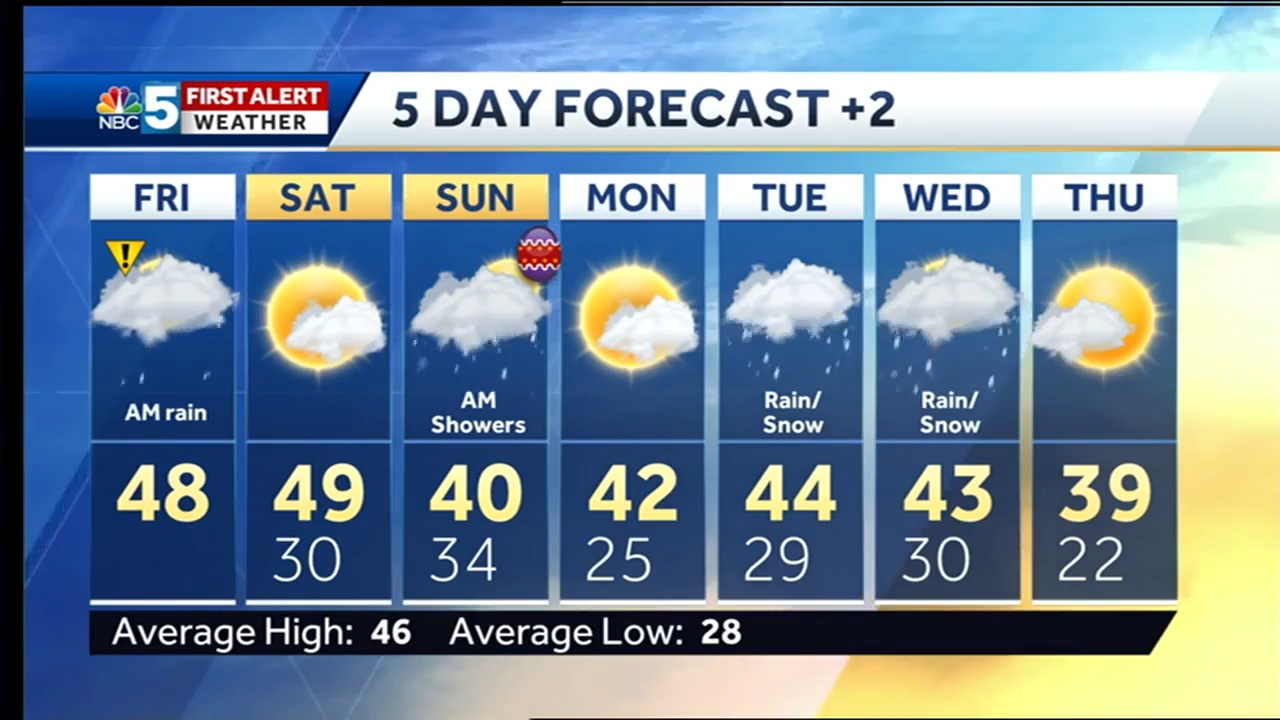 NBC 5 FIRST ALERT WEATHER
5 DAY FORECAST +2
FRI SAT SUN MON TUE WED THU
!
AM rain
AM
Showers
Rain/
Snow
Rain/
Snow
48 49 40 42 44 43 39
30 34 25 29 30 22
Average High: 46 Average Low: 28